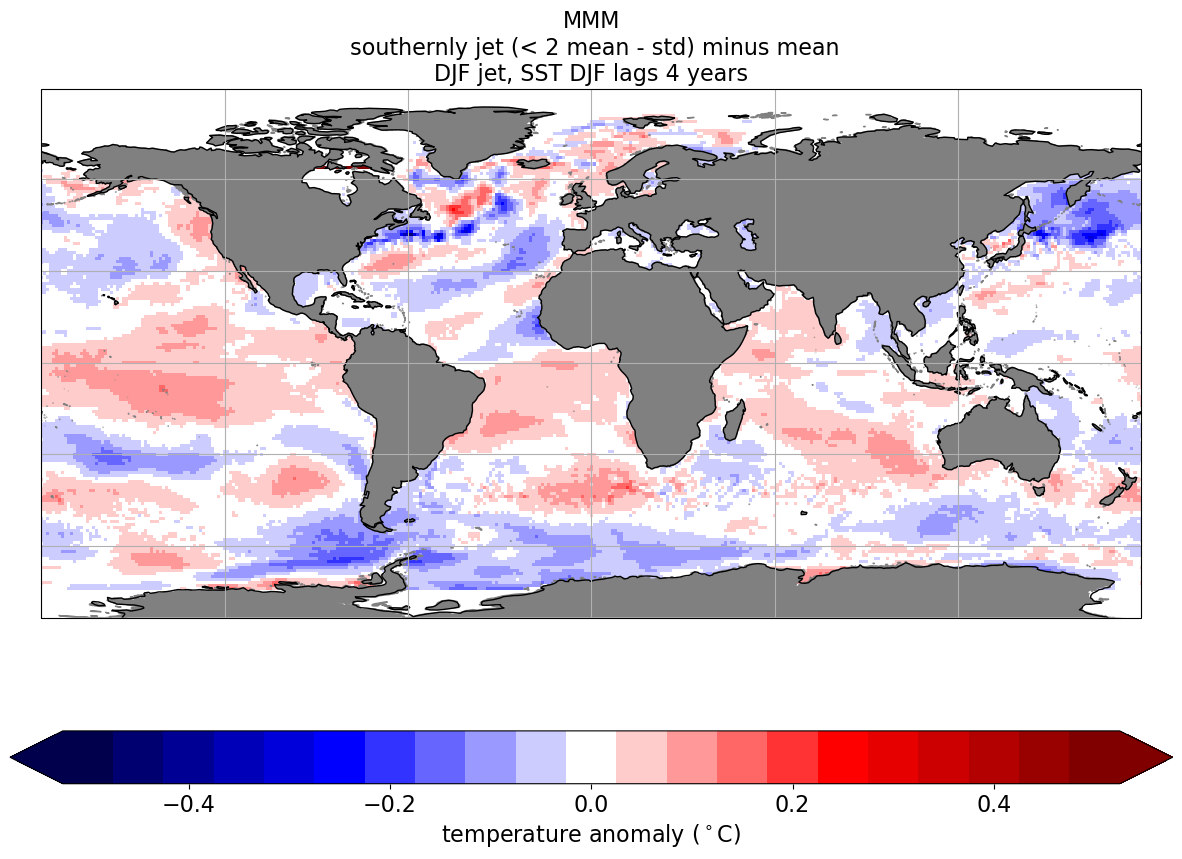 MMM
southernly jet (< 2 mean - std) minus mean
DJF jet, SST DJF lags 4 years
−0.4 −0.2 0.0 0.2 0.4
temperature anomaly (°C)